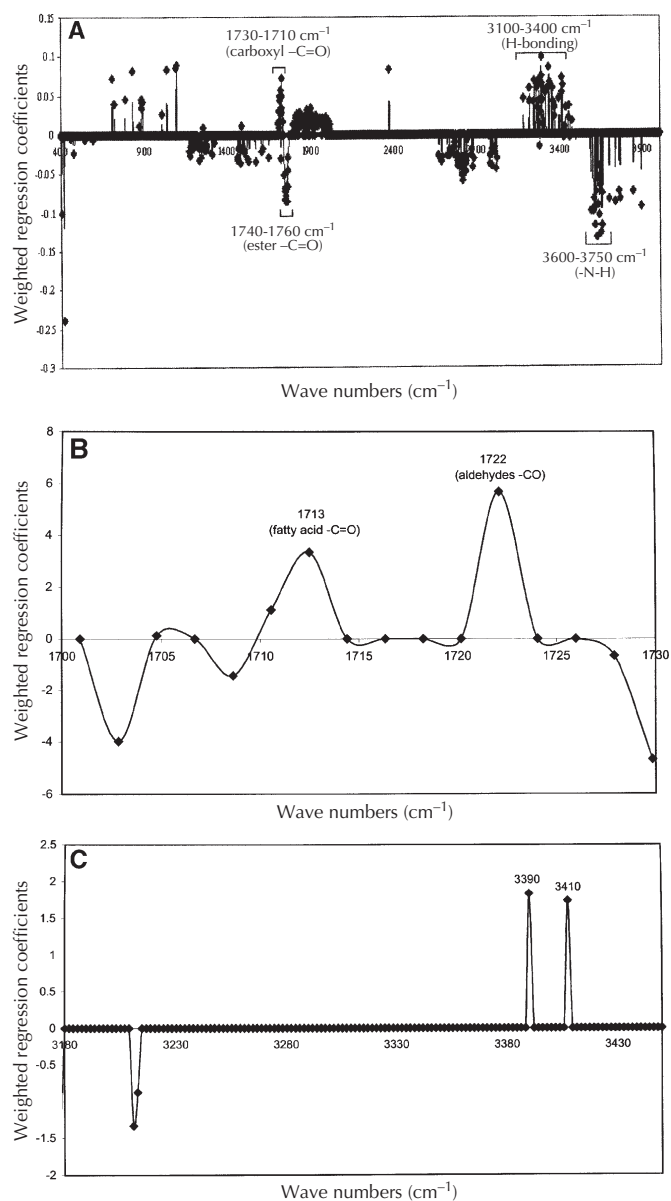 A
0.15
0.1
0.05
0
-0.05
-0.1
-0.15
-0.2
-0.25
-0.3
Weighted regression coefficients
1730-1710 cm⁻¹
(carboxyl –C=O)
3100-3400 cm⁻¹
(H-bonding)
400 900 1400 1900 2400 3400 3900
1740-1760 cm⁻¹
(ester –C=O)
3600-3750 cm⁻¹
(-N-H)
Wave numbers (cm⁻¹)
B
8
6
4
2
0
-2
-4
-6
Weighted regression coefficients
1722
(aldehydes -CO)
1713
(fatty acid -C=O)
1700 1705 1710 1715 1720 1725 1730
Wave numbers (cm⁻¹)
C
2.5
2
1.5
1
0.5
0
-0.5
-1.5
-2
Weighted regression coefficients
3390 3410
3180 3230 3280 3330 3380 3430
Wave numbers (cm⁻¹)